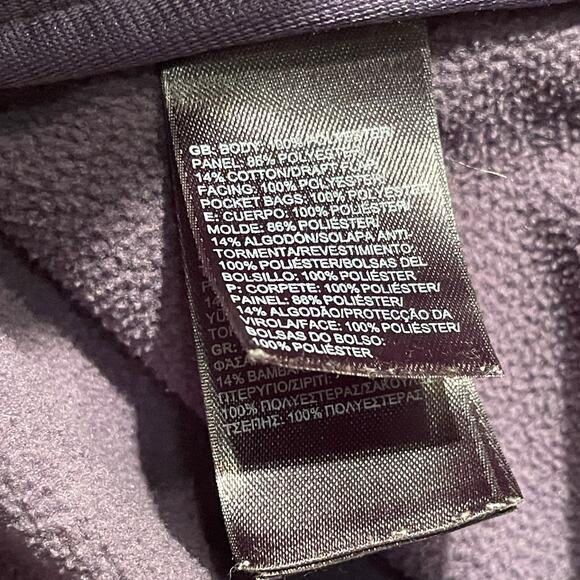 GB: BODY: 100% POLYESTER/
PANEL: 86% POLYESTER
14% COTTON/DRAFT FLAP
FACING: 100% POLYESTER
POCKET BAGS: 100% POLYESTER
E: CUERPO: 100% POLIÉSTER/
MOLDE: 86% POLIÉSTER/
14% ALGODÓN/SOLAPA ANTI
TORMENTA/REVESTIMIENTO:
100% POLIÉSTER/BOLSAS DEL
BOLSILLO: 100% POLIÉSTER
P: CORPETE: 100% POLIÉSTER/
PAINEL: 86% POLIÉSTER/
14% ALGODÃO/PROTECÇÃO DA
VIROLA/FACE: 100% POLIÉSTER/
BOLSAS DO BOLSO:
100% POLIÉSTER
GR:
14% ΒΑΜΒΑΚ
ΠΤΕΡΥΓΙΟ/ΣΙΡΙΤΙ
100% ΠΟΛΥΕΣΤΕΡΑΣ/ΣΑΚΟΥ
ΤΣΕΠΗΣ: 100% ΠΟΛΥΕΣΤΕΡΑΣ